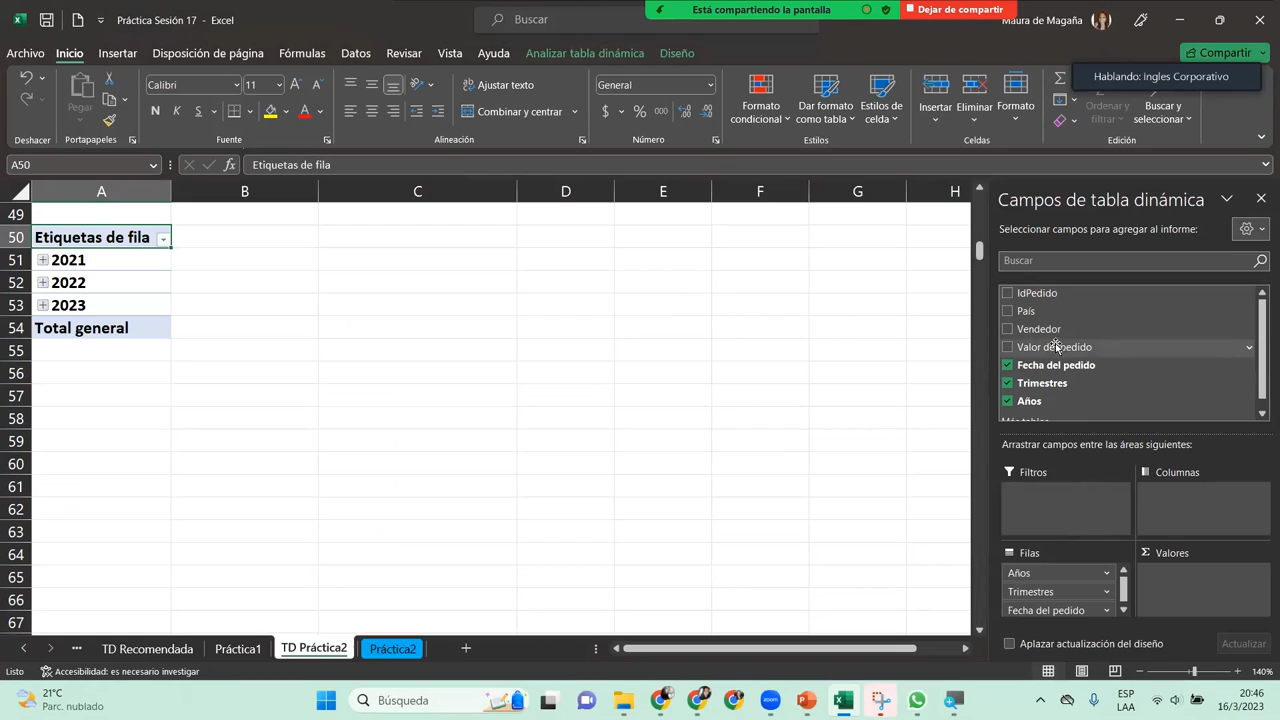 Práctica Sesión 17 - Excel
Buscar
Está compartiendo la pantalla
Dejar de compartir
Maura de Magaña
Archivo Inicio Insertar Disposición de página Fórmulas Datos Revisar Vista Ayuda Analizar tabla dinámica Diseño
Compartir
Hablando: Ingles Corporativo
Pegar
Calibri
11
Ajustar texto
Combinar y centrar
General
Formato condicional
Dar formato como tabla
Estilos de celda
Insertar
Eliminar
Formato
Ordenar y filtrar
Buscar y seleccionar
Deshacer
Portapapeles
Fuente
Alineación
Número
Estilos
Celdas
Edición
A50
Etiquetas de fila
A B C D E F G H
49
50 Etiquetas de fila
51 2021
52 2022
53 2023
54 Total general
55
56
57
58
59
60
61
62
63
64
65
66
67
Campos de tabla dinámica
Seleccionar campos para agregar al informe:
Buscar
IdPedido
País
Vendedor
Valor del pedido
Fecha del pedido
Trimestres
Años
Más tablas
Arrastrar campos entre las áreas siguientes:
Filtros
Columnas
Filas
Valores
Años
Trimestres
Fecha del pedido
Aplazar actualización del diseño
Actualizar
TD Recomendada Práctica1 TD Práctica2 Práctica2
Listo
Accesibilidad: es necesario investigar
140%
21°C
Parc. nublado
Búsqueda
ESP
LAA
20:46
16/3/2023